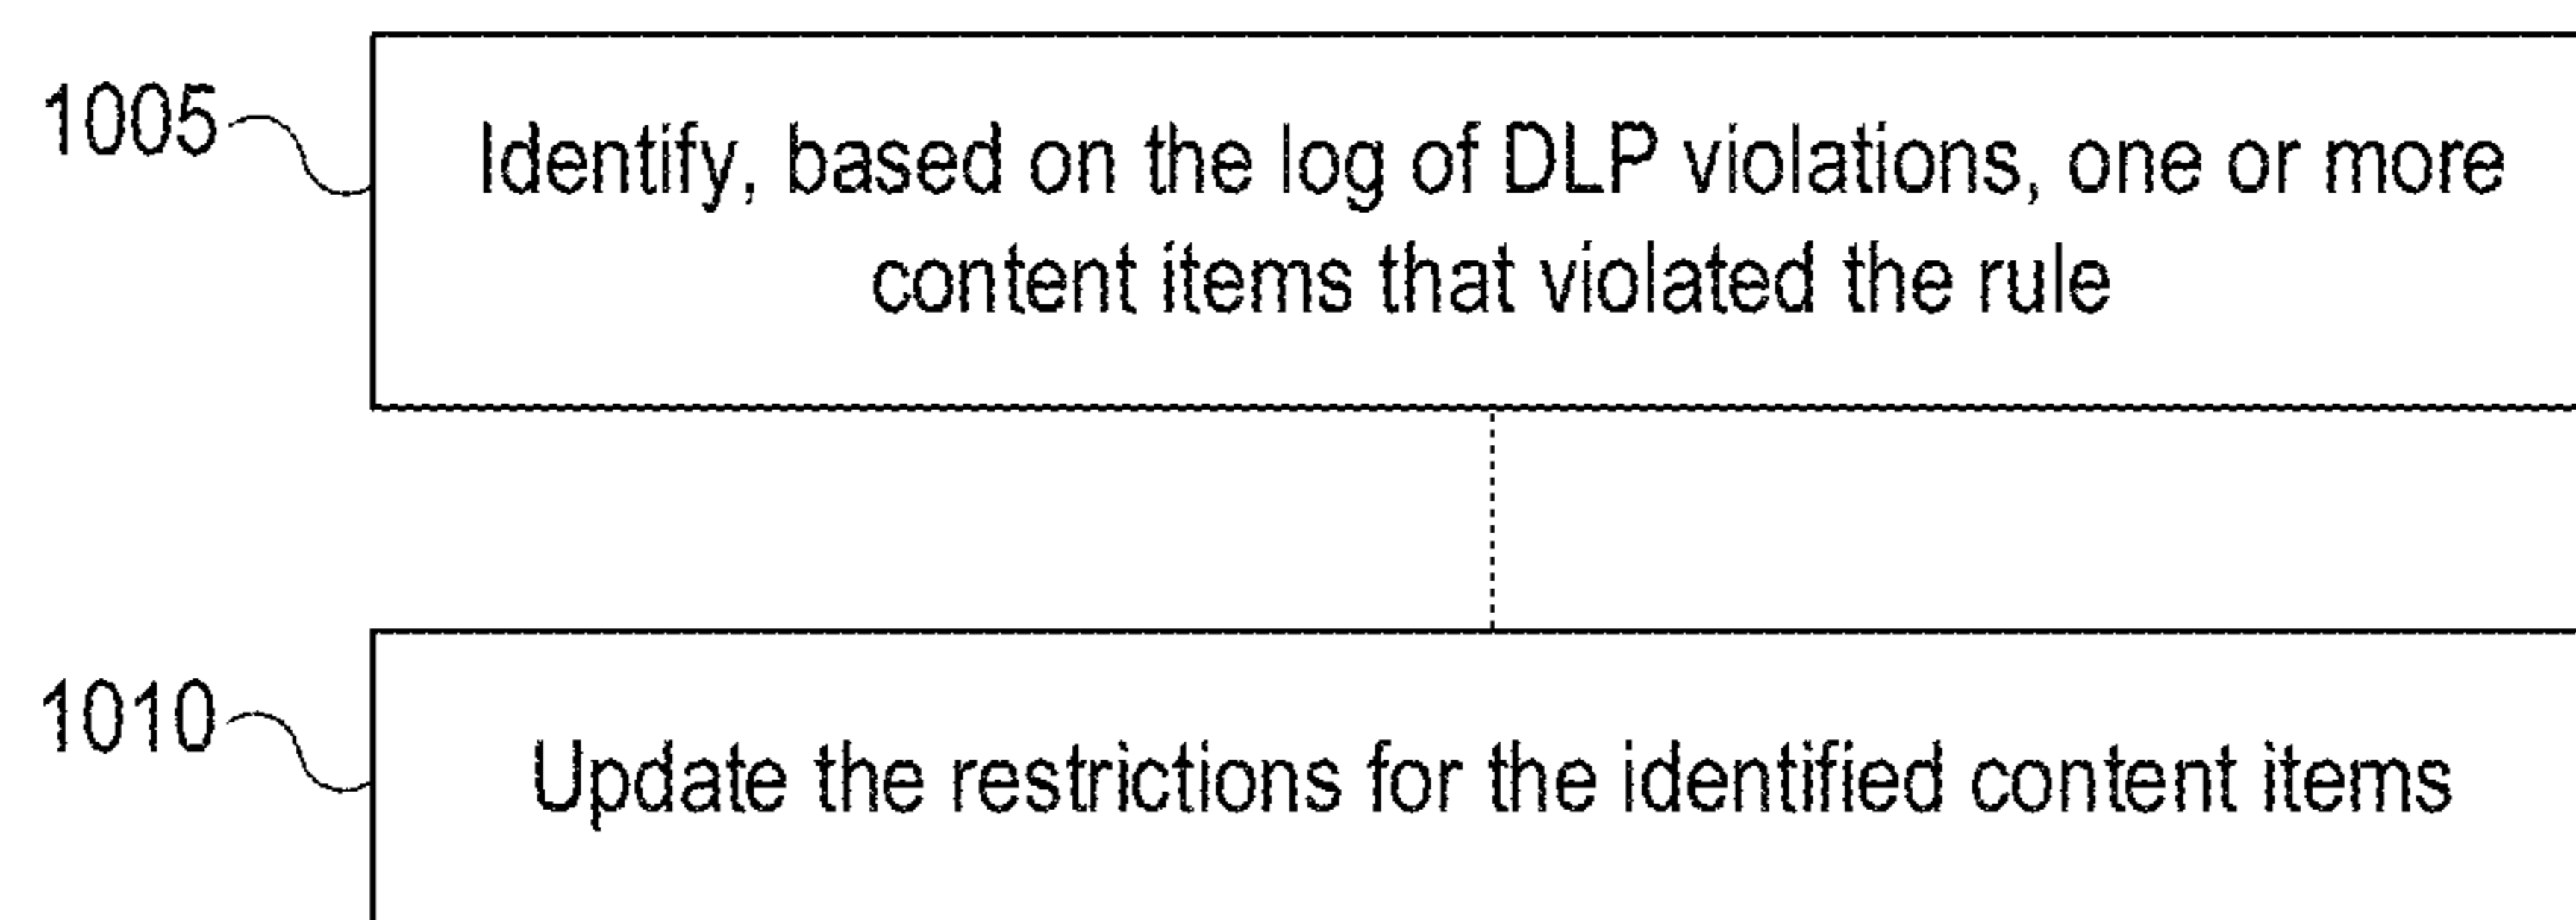 1005
Identify, based on the log of DLP violations, one or more
content items that violated the rule
1010
Update the restrictions for the identified content items